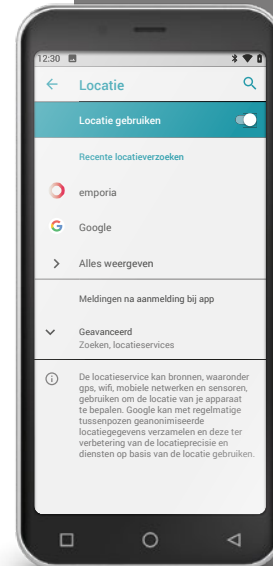 12:30
Locatie
Locatie gebruiken
Recente locatieverzoeken
emporia
G Google
Alles weergeven
Meldingen na aanmelding bij app
Geavanceerd
Zoeken, locatieservices
De locatieservice kan bronnen, waaronder
gps, wifi, mobiele netwerken en sensoren,
gebruiken om de locatie van je apparaat
te bepalen. Google kan met regelmatige
tussenpozen geanonimiseerde
locatiegegevens verzamelen en deze ter
verbetering van de locatieprecisie en
diensten op basis van de locatie gebruiken.